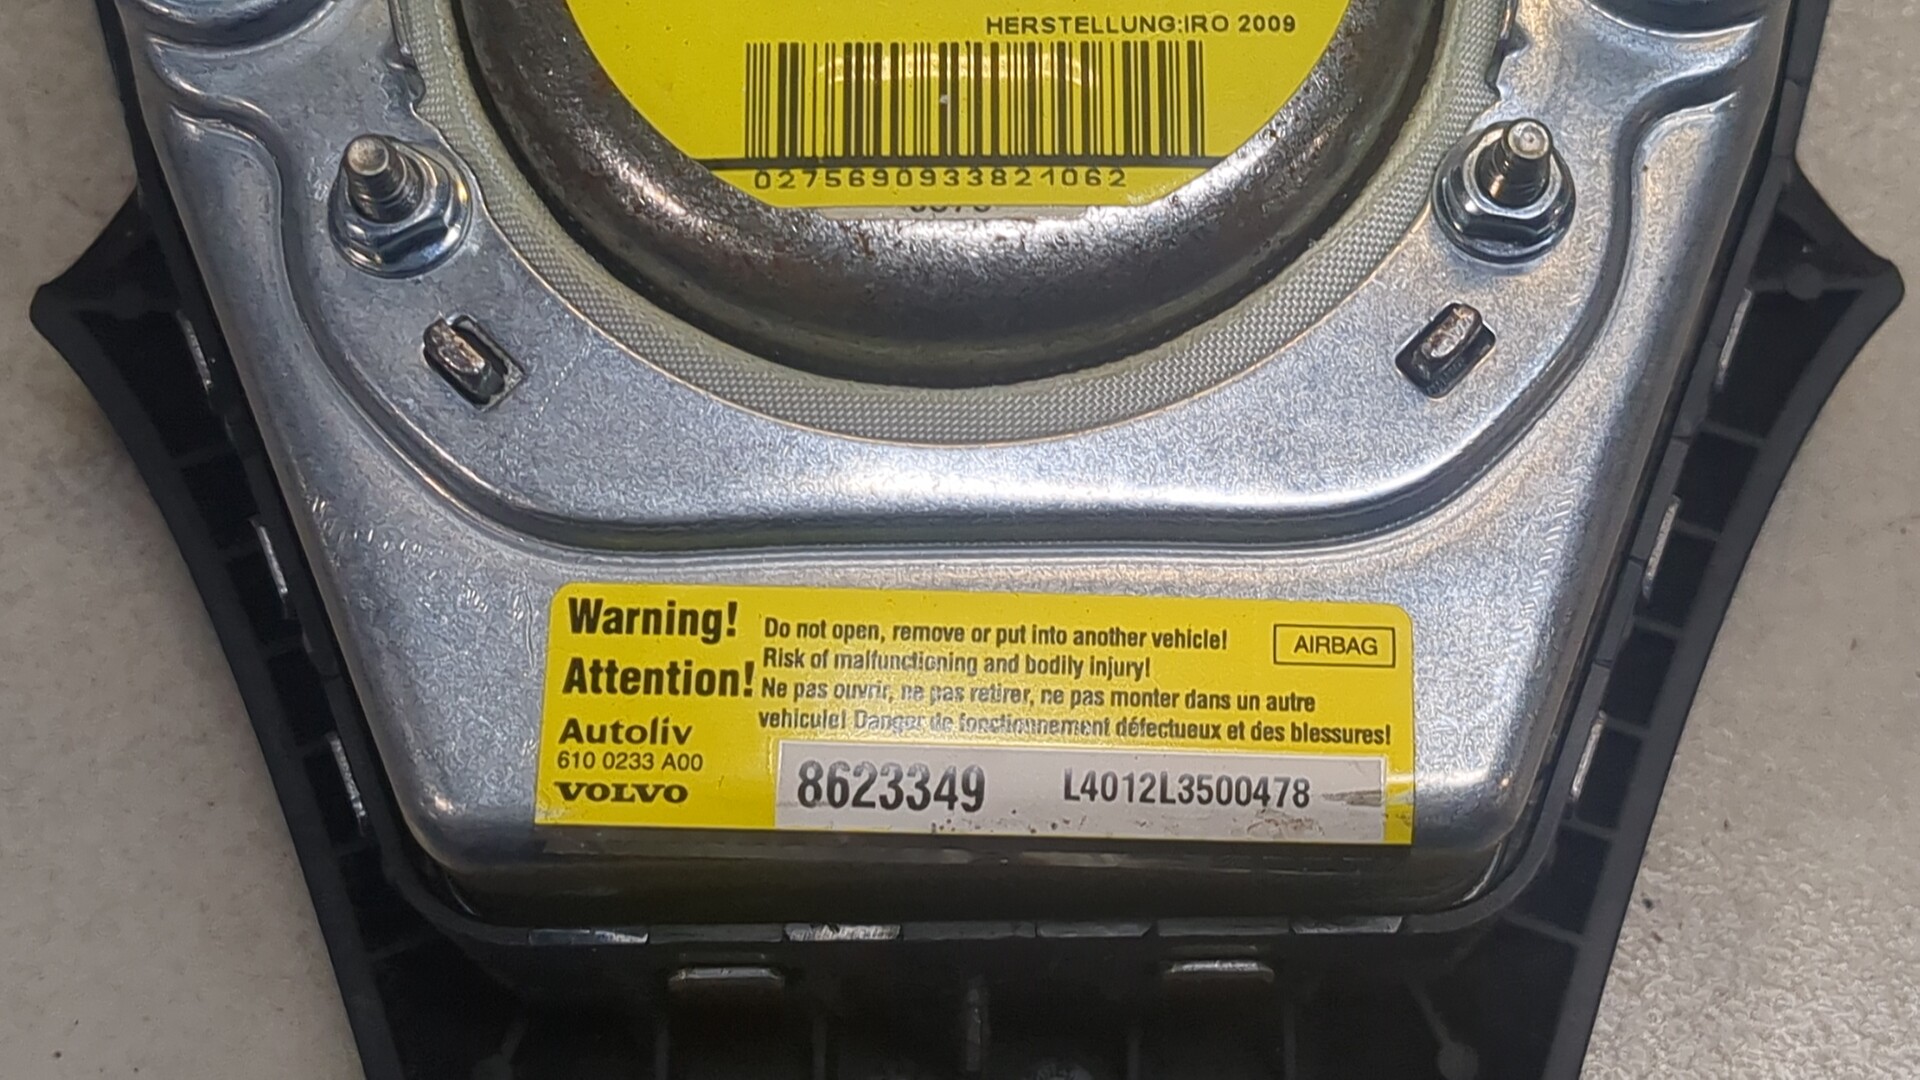 HERSTELLUNG:IRO 2009
0275690933821062
Warning!
Attention!
Do not open, remove or put into another vehicle!
Risk of malfunctioning and bodily injury!
Ne pas ouvrir, ne pas retirer, ne pas monter dans un autre
vehicule! Danger de fonctionnement défectueux et des blessures!
AIRBAG
Autoliv
610 0233 A00
VOLVO
8623349 L4012L3500478